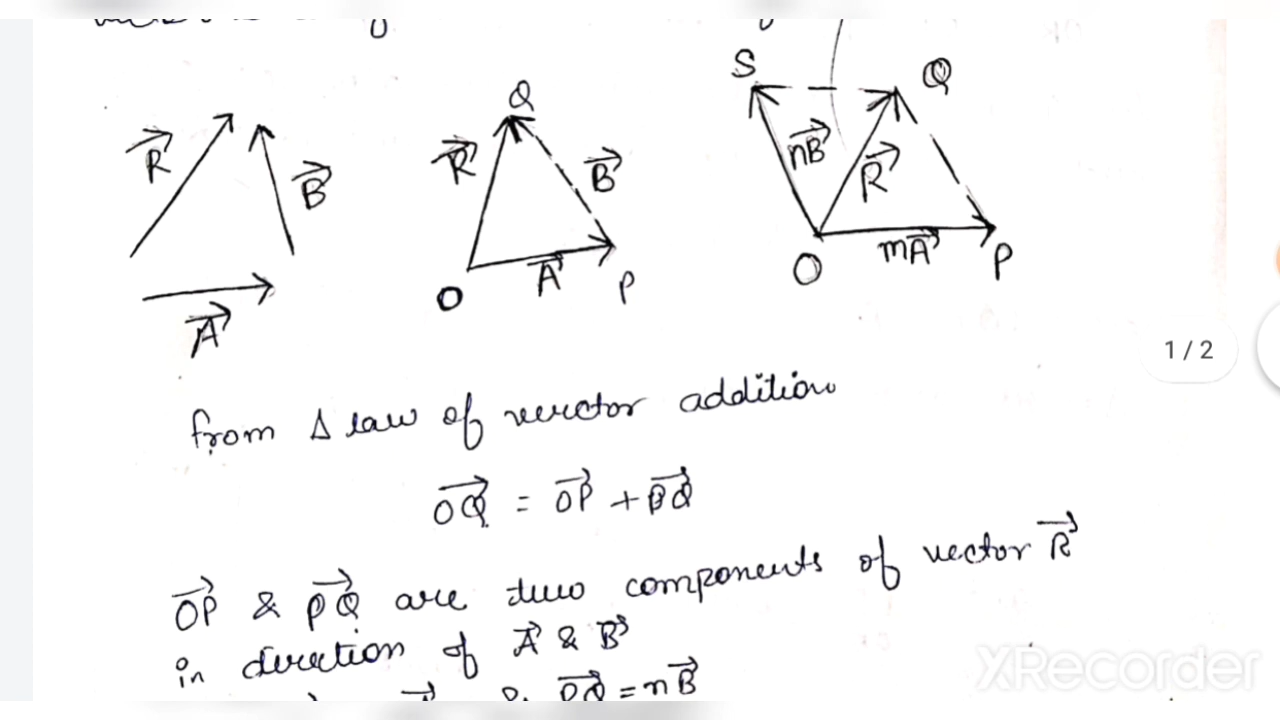 S
Q
Q
R
B
R
B
nB
R
A
O
A
P
O
mA
P
1 / 2
from Δ law of verctor addition
OQ = OP + PQ
OP & PQ are two components of vector R
in direction of A & B
PQ = nB
XRecorder